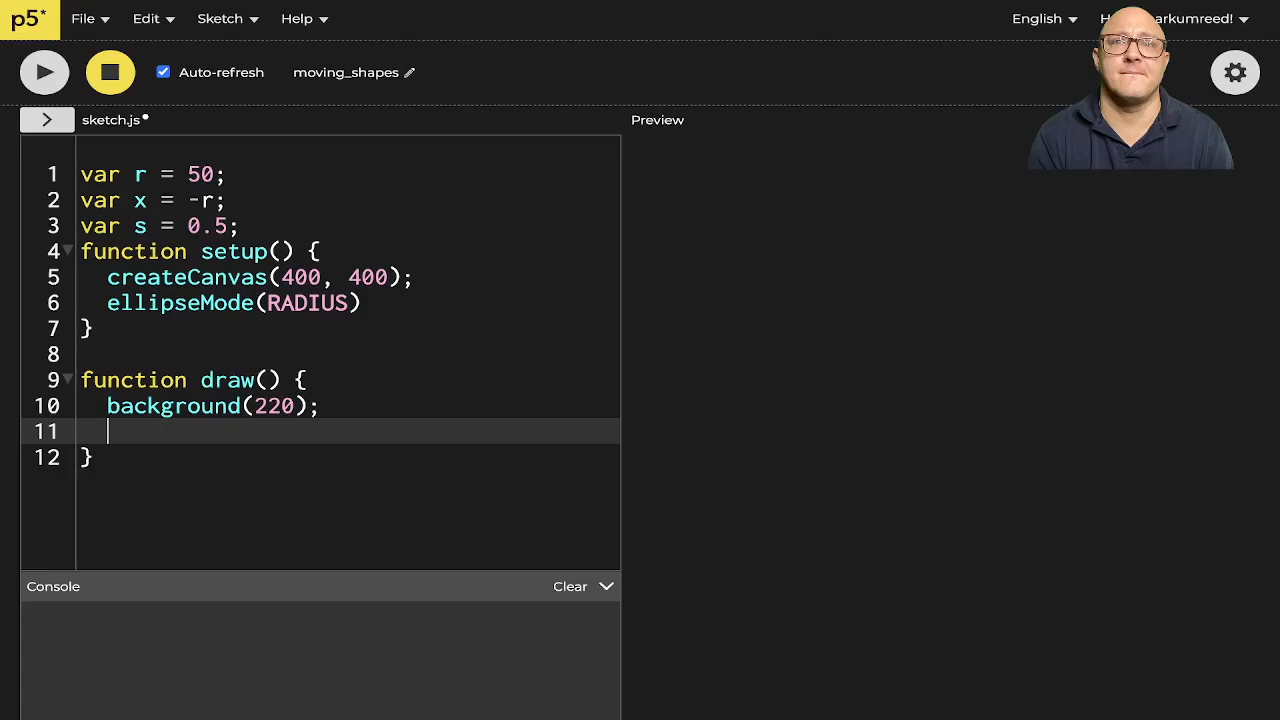 p5* File Edit Sketch Help English H arkumreed!
Auto-refresh moving_shapes
> sketch.js Preview
1 var r = 50;
2 var x = -r;
3 var s = 0.5;
4 function setup() {
5 createCanvas(400, 400);
6 ellipseMode(RADIUS)
7 }
8
9 function draw() {
10 background(220);
11
12 }
Console Clear